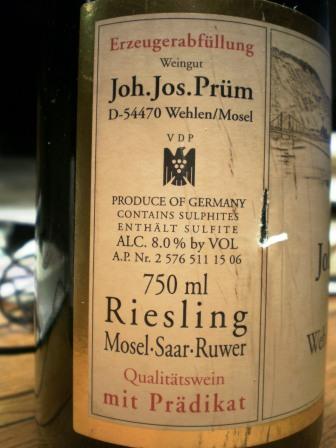 Erzeugerabfüllung
Weingut
Joh.Jos.Prüm
D-54470 Wehlen/Mosel
VDP
PRODUCE OF GERMANY
CONTAINS SULPHITES
ENTHÄLT SULFITE
ALC. 8.0 % by VOL
A.P. Nr. 2 576 511 15 06
750 ml
Riesling
Mosel·Saar·Ruwer
Qualitätswein
mit Prädikat